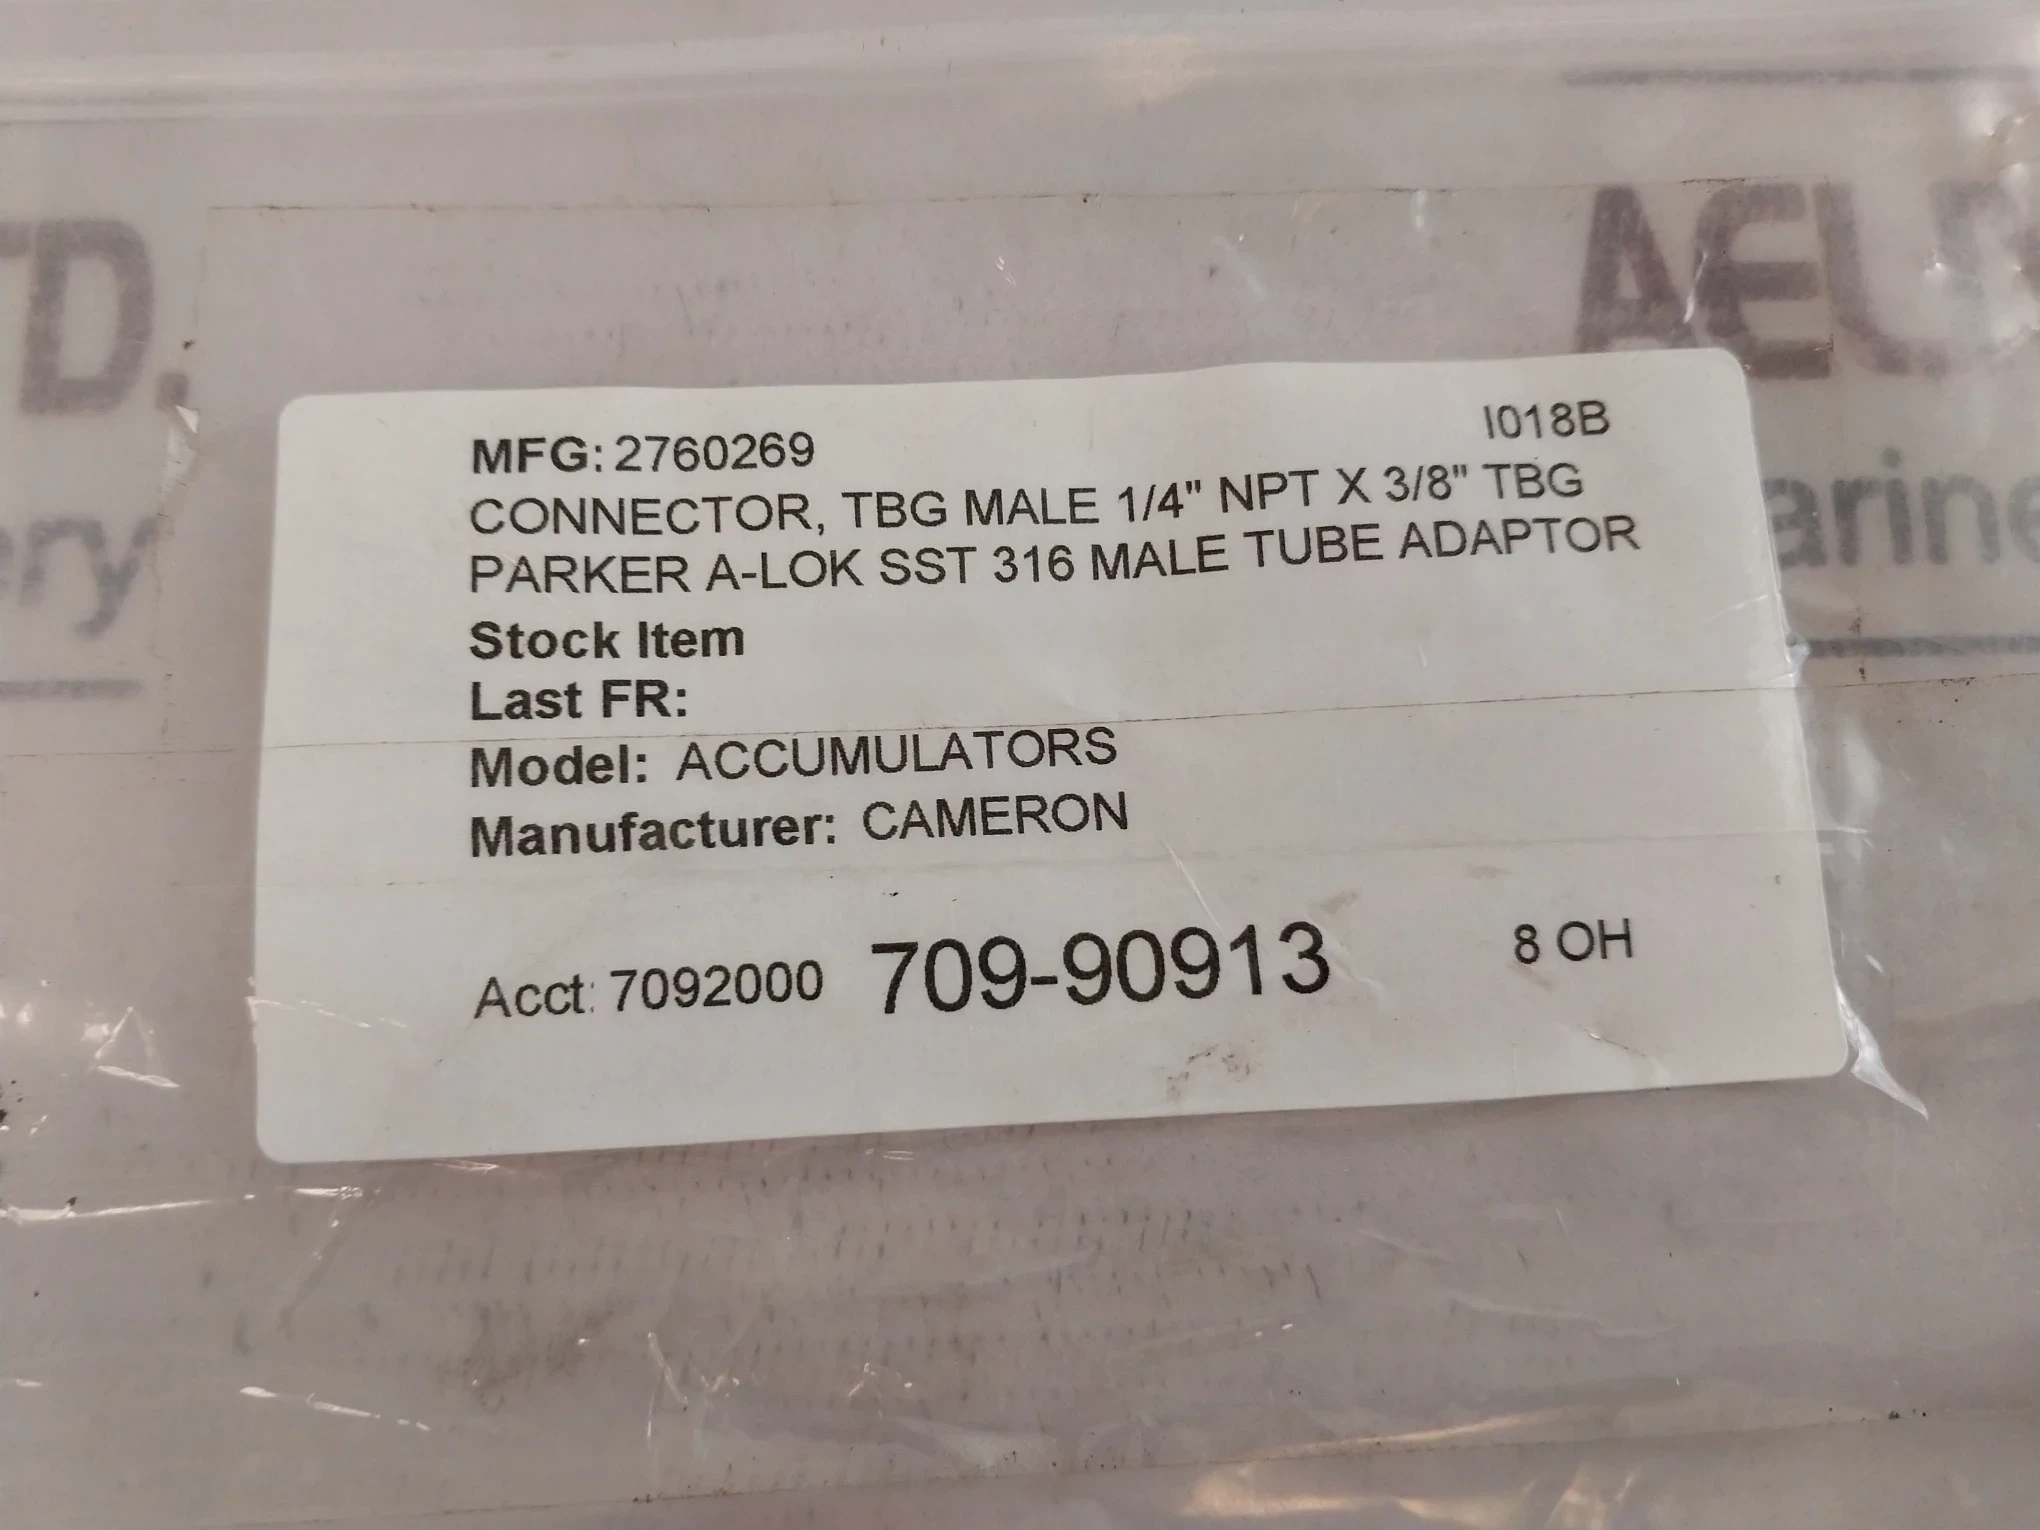 MFG: 2760269 I018B
CONNECTOR, TBG MALE 1/4" NPT X 3/8" TBG
PARKER A-LOK SST 316 MALE TUBE ADAPTOR
Stock Item
Last FR:
Model: ACCUMULATORS
Manufacturer: CAMERON
Acct: 7092000 709-90913 8 OH